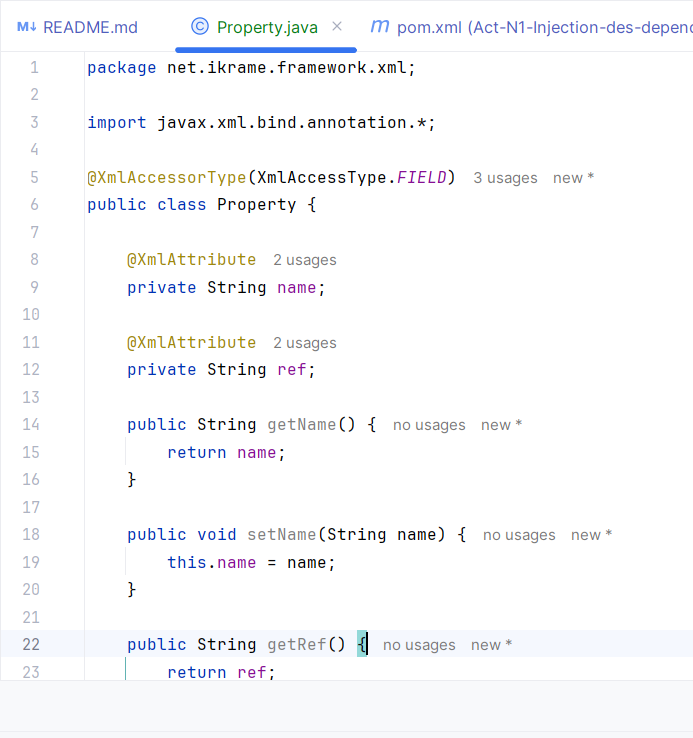 M↓ README.md Property.java × m pom.xml (Act-N1-Injection-des-depen
1 package net.ikrame.framework.xml;
2
3 import javax.xml.bind.annotation.*;
4
5 @XmlAccessorType(XmlAccessType.FIELD) 3 usages new *
6 public class Property {
7
8 @XmlAttribute 2 usages
9 private String name;
10
11 @XmlAttribute 2 usages
12 private String ref;
13
14 public String getName() { no usages new *
15 return name;
16 }
17
18 public void setName(String name) { no usages new *
19 this.name = name;
20 }
21
22 public String getRef() { no usages new *
23 return ref;